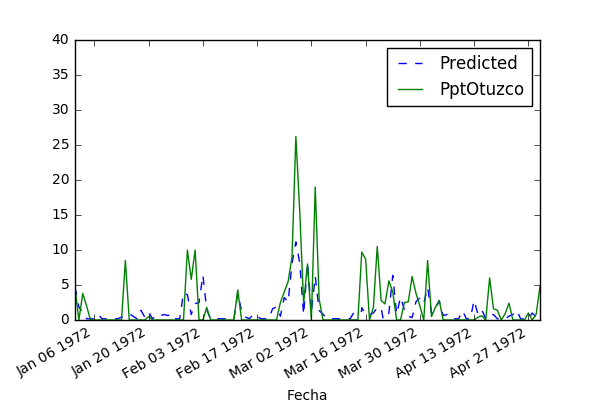 40
35
30
25
20
15
10
5
0
Predicted
PptOtuzco
Jan 06 1972
Jan 20 1972
Feb 03 1972
Feb 17 1972
Mar 02 1972
Mar 16 1972
Mar 30 1972
Apr 13 1972
Apr 27 1972
Fecha